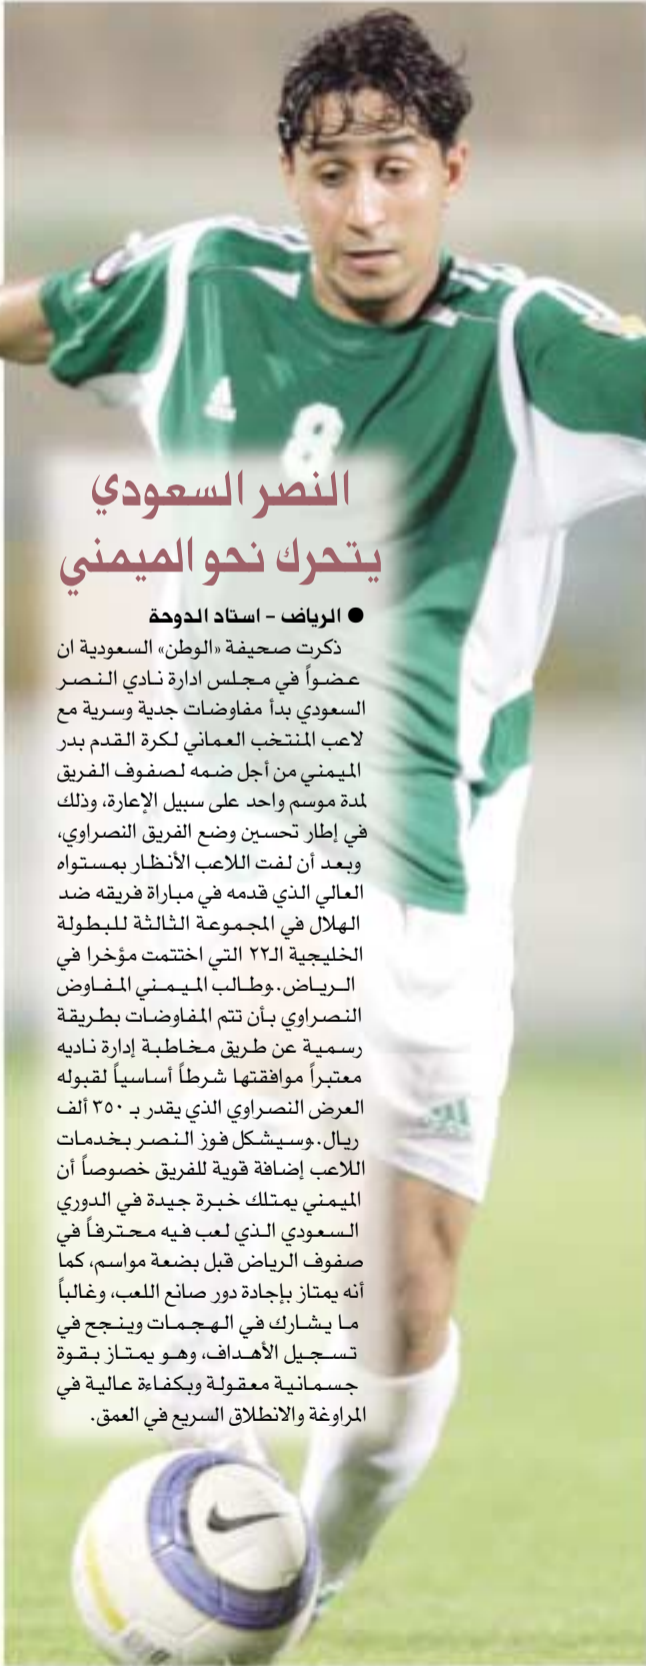 8
النصر السعودي
يتحرك نحو الميمني
● الرياض - استاد الدوحة
ذكرت صحيفة «الوطن» السعودية ان
عضواً في مجلس ادارة نادي النصر
السعودي بدأ مفاوضات جدية وسرية مع
لاعب المنتخب العماني لكرة القدم بدر
الميمني من أجل ضمه لصفوف الفريق
لمدة موسم واحد على سبيل الإعارة، وذلك
في إطار تحسين وضع الفريق النصراوي،
وبعد أن لفت اللاعب الأنظار بمستواه
العالي الذي قدمه في مباراة فريقه ضد
الهلال في المجموعة الثالثة للبطولة
الخليجية الـ٢٢ التي اختتمت مؤخرا في
الرياض..وطالب الميمني المفاوض
النصراوي بأن تتم المفاوضات بطريقة
رسمية عن طريق مخاطبة إدارة ناديه
معتبراً موافقتها شرطاً أساسياً لقبوله
العرض النصراوي الذي يقدر بـ ٣٥٠ ألف
ريال..وسيشكل فوز النصر بخدمات
اللاعب إضافة قوية للفريق خصوصاً أن
الميمني يمتلك خبرة جيدة في الدوري
السعودي الذي لعب فيه محترفاً في
صفوف الرياض قبل بضعة مواسم، كما
أنه يمتاز بإجادة دور صانع اللعب، وغالباً
ما يشارك في الهجمات وينجح في
تسجيل الأهداف، وهو يمتاز بقوة
جسمانية معقولة وبكفاءة عالية في
المراوغة والانطلاق السريع في العمق.